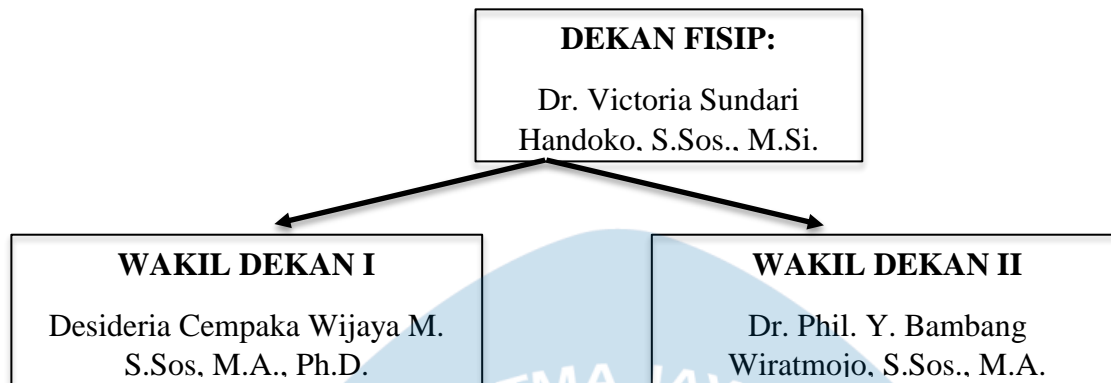 DEKAN FISIP:
Dr. Victoria Sundari
Handoko, S.Sos., M.Si.
WAKIL DEKAN I
Desideria Cempaka Wijaya M.
S.Sos, M.A., Ph.D.
WAKIL DEKAN II
Dr. Phil. Y. Bambang
Wiratmojo, S.Sos., M.A.